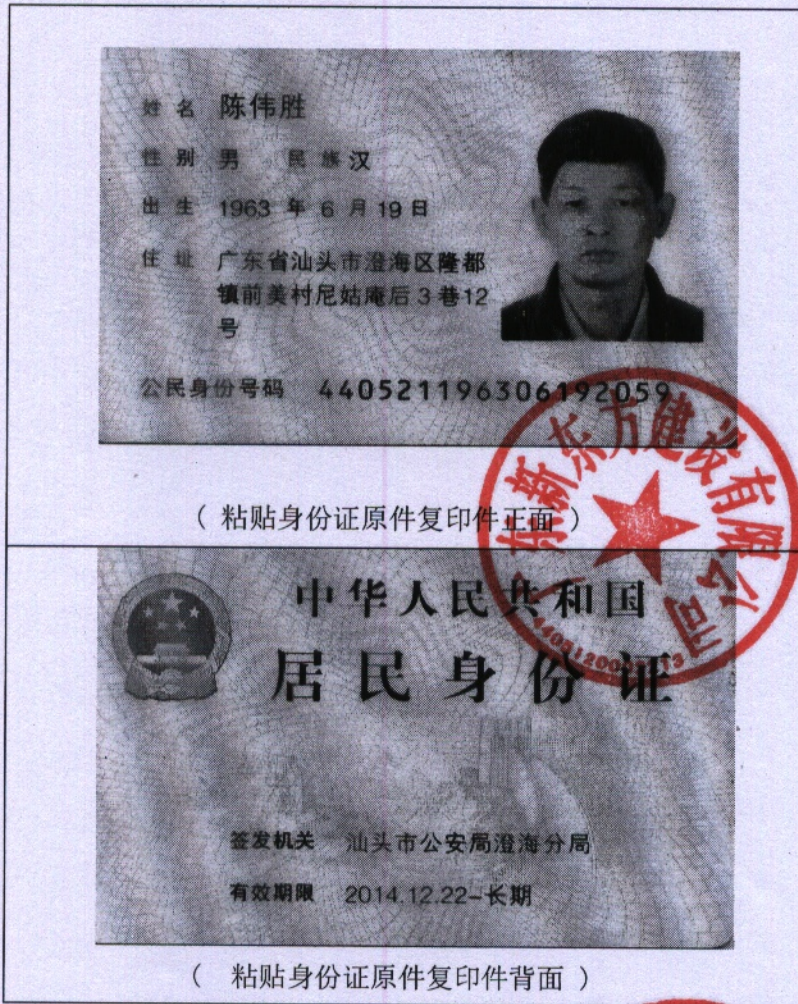 姓名 陈伟胜
性别 男 民族 汉
出生 1963 年 6 月 19 日
住址 广东省汕头市澄海区隆都
镇前美村尼姑庵后3巷12
号
公民身份号码 440521196306192059
广东新东方建设有限公司
( 粘贴身份证原件复印件正面 )
中华人民共和国
居民身份证
签发机关 汕头市公安局澄海分局
有效期限 2014.12.22-长期
( 粘贴身份证原件复印件背面 )